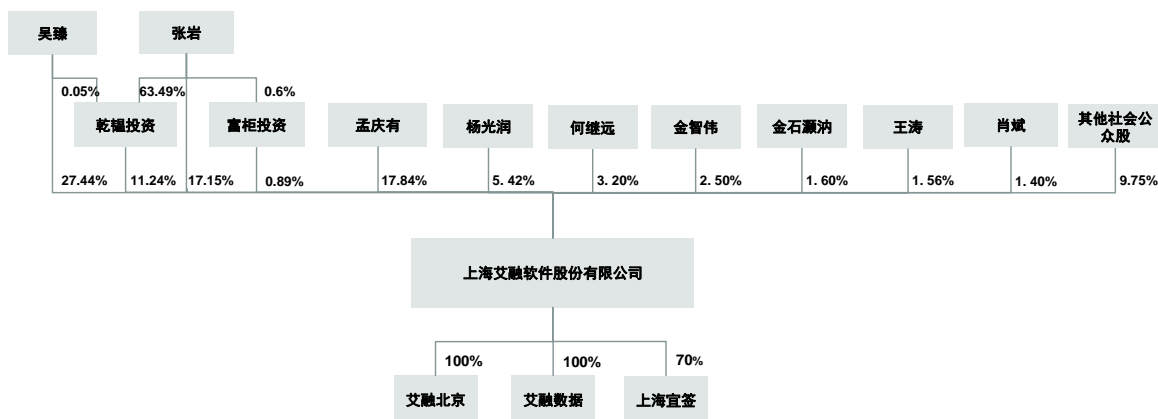 吴臻
张岩
0.05%
63.49%
0.6%
乾韫投资
富柜投资
孟庆有
杨光润
何继远
金智伟
金石灏汭
王涛
肖斌
其他社会公
众股
27.44%
11.24%
17.15%
0.89%
17.84%
5.42%
3.20%
2.50%
1.60%
1.56%
1.40%
9.75%
上海艾融软件股份有限公司
100%
100%
70%
艾融北京
艾融数据
上海宜签